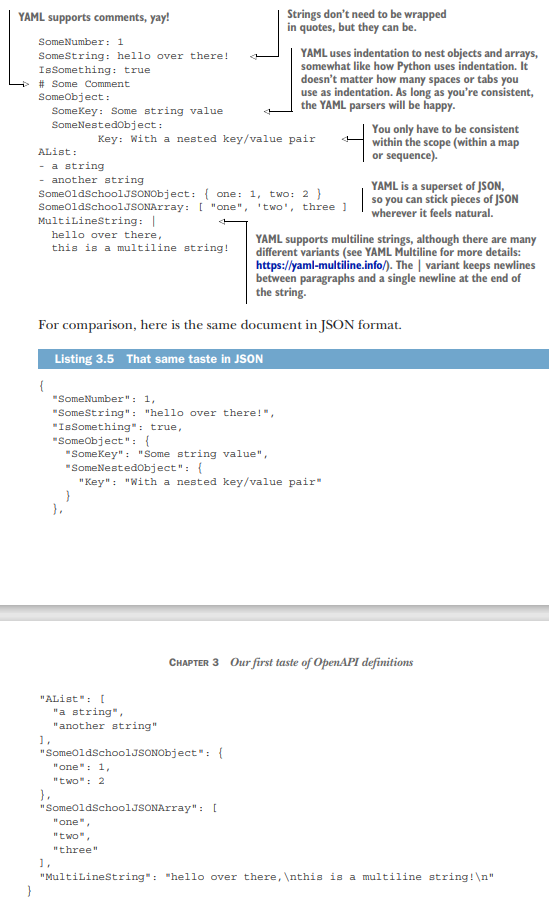 YAML supports comments, yay!
Strings don't need to be wrapped
in quotes, but they can be.
SomeNumber: 1
SomeString: hello over there!
IsSomething: true
# Some Comment
SomeObject:
  SomeKey: Some string value
  SomeNestedObject:
         Key: With a nested key/value pair
AList:
- a string
- another string
SomeOldSchoolJSONObject: { one: 1, two: 2 }
SomeOldSchoolJSONArray: [ "one", 'two', three ]
MultiLineString: |
  hello over there,
  this is a multiline string!
YAML uses indentation to nest objects and arrays,
somewhat like how Python uses indentation. It
doesn't matter how many spaces or tabs you
use as indentation. As long as you're consistent,
the YAML parsers will be happy.
You only have to be consistent
within the scope (within a map
or sequence).
YAML is a superset of JSON,
so you can stick pieces of JSON
wherever it feels natural.
YAML supports multiline strings, although there are many
different variants (see YAML Multiline for more details:
https://yaml-multiline.info/). The | variant keeps newlines
between paragraphs and a single newline at the end of
the string.
For comparison, here is the same document in JSON format.
Listing 3.5 That same taste in JSON
{
  "SomeNumber": 1,
  "SomeString": "hello over there!",
  "IsSomething": true,
  "SomeObject": {
    "SomeKey": "Some string value",
    "SomeNestedObject": {
      "Key": "With a nested key/value pair"
    }
  },
CHAPTER 3 Our first taste of OpenAPI definitions
  "AList": [
    "a string",
    "another string"
  ],
  "SomeOldSchoolJSONObject": {
    "one": 1,
    "two": 2
  },
  "SomeOldSchoolJSONArray": [
    "one",
    "two",
    "three"
  ],
  "MultiLineString": "hello over there,\nthis is a multiline string!\n"
}